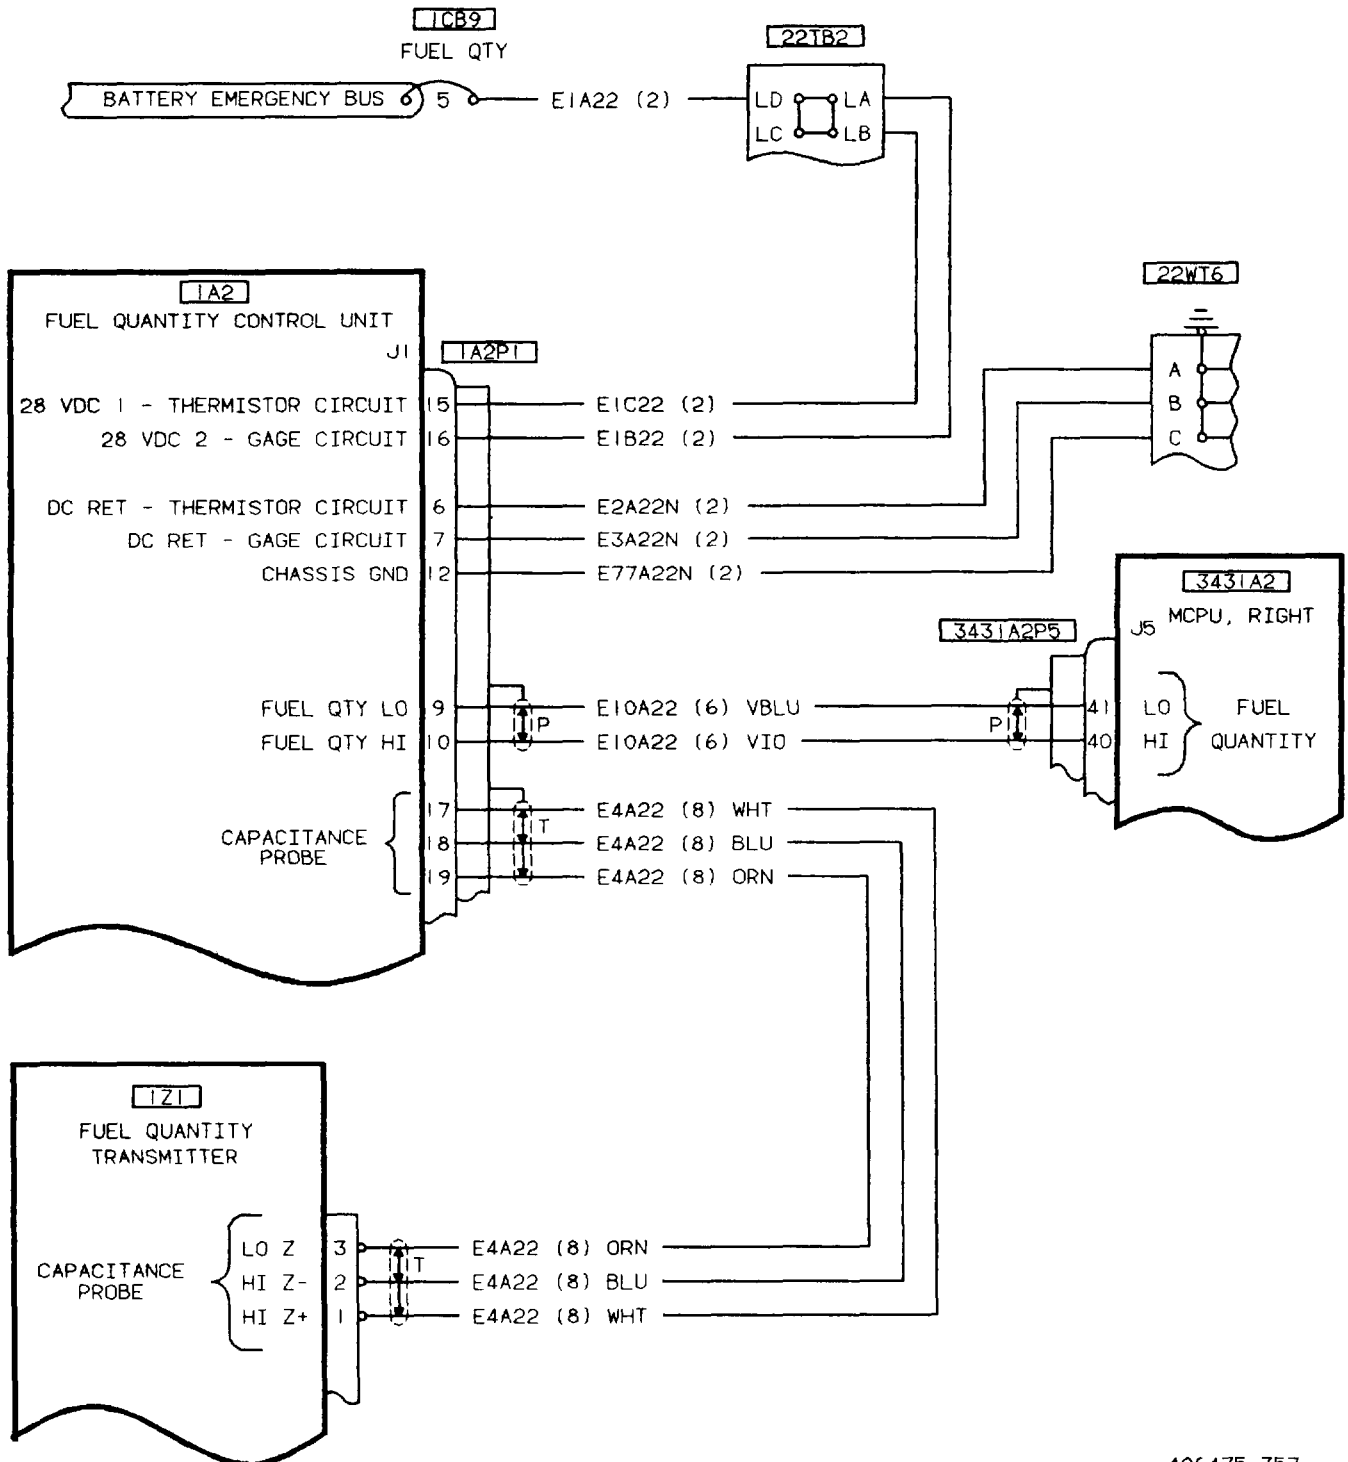 1CB9
FUEL QTY
22TB2
BATTERY EMERGENCY BUS 5 E1A22 (2) LD LA
LC LB
22WT6
1A2
FUEL QUANTITY CONTROL UNIT
J1 1A2P1
A
28 VDC 1 - THERMISTOR CIRCUIT 15 E1C22 (2) B
28 VDC 2 - GAGE CIRCUIT 16 E1B22 (2) C
DC RET - THERMISTOR CIRCUIT 6 E2A22N (2)
DC RET - GAGE CIRCUIT 7 E3A22N (2)
CHASSIS GND 12 E77A22N (2)
3431A2
MCPU, RIGHT
3431A2P5 J5
FUEL QTY LO 9 E10A22 (6) VBLU 41 LO FUEL
P P
FUEL QTY HI 10 E10A22 (6) VIO 40 HI QUANTITY
17 E4A22 (8) WHT
T
CAPACITANCE 18 E4A22 (8) BLU
PROBE
19 E4A22 (8) ORN
1Z1
FUEL QUANTITY
TRANSMITTER
LO Z 3 E4A22 (8) ORN
T
CAPACITANCE HI Z- 2 E4A22 (8) BLU
PROBE
HI Z+ 1 E4A22 (8) WHT